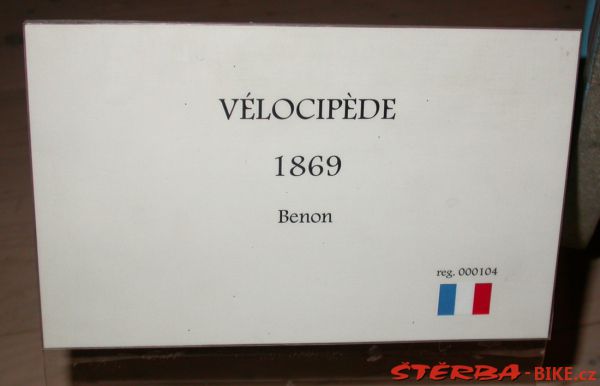 VÉLOCIPÈDE
1869
Benon
reg. 000104
ŠTĚRBA-BIKE.cz